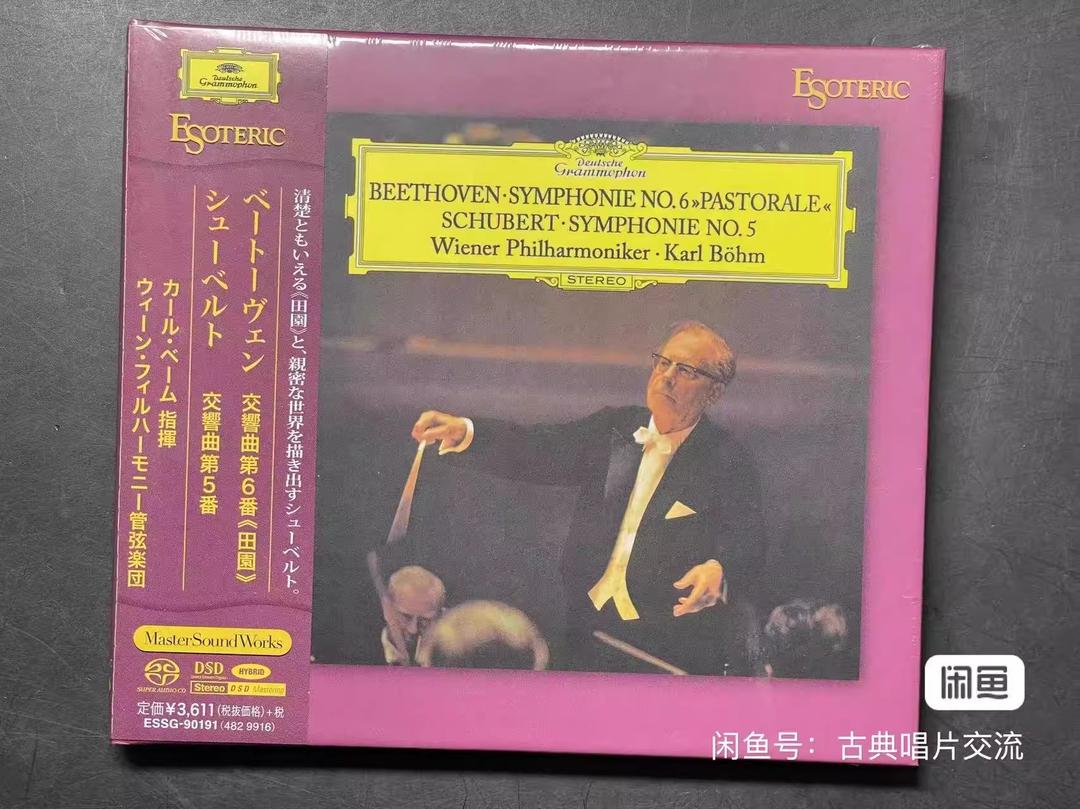 Deutsche
Grammophon
ESOTERIC
清楚ともいえる《田園》と、親密な世界を描き出すシューベルト。
ベートーヴェン 交響曲第6番《田園》
シューベルト 交響曲第5番
カール・ベーム 指揮
ウィーン・フィルハーモニー管弦楽団
MasterSoundWorks
SUPER AUDIO CD
DSD
HYBRID
Stereo DSD Mastering
定価¥3,611(税抜価格)+税
ESSG-90191 (482 9916)
ESOTERIC
Deutsche
Grammophon
BEETHOVEN·SYMPHONIE NO. 6»PASTORALE«
SCHUBERT·SYMPHONIE NO. 5
Wiener Philharmoniker · Karl Böhm
STEREO
闲鱼
闲鱼号：古典唱片交流